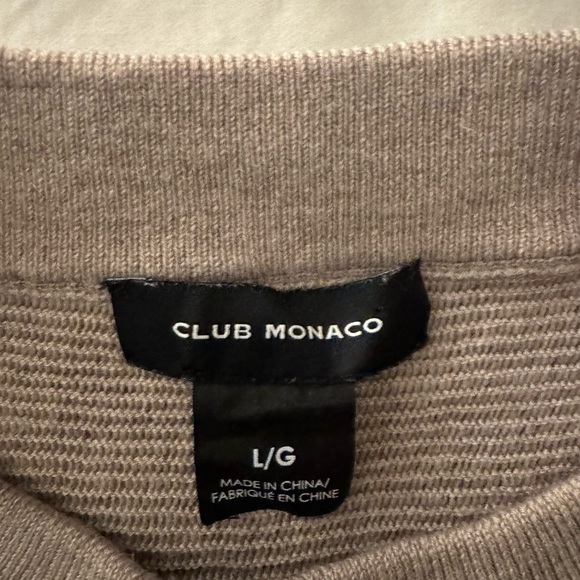 CLUB MONACO
L/G
MADE IN CHINA/
FABRIQUÉ EN CHINE